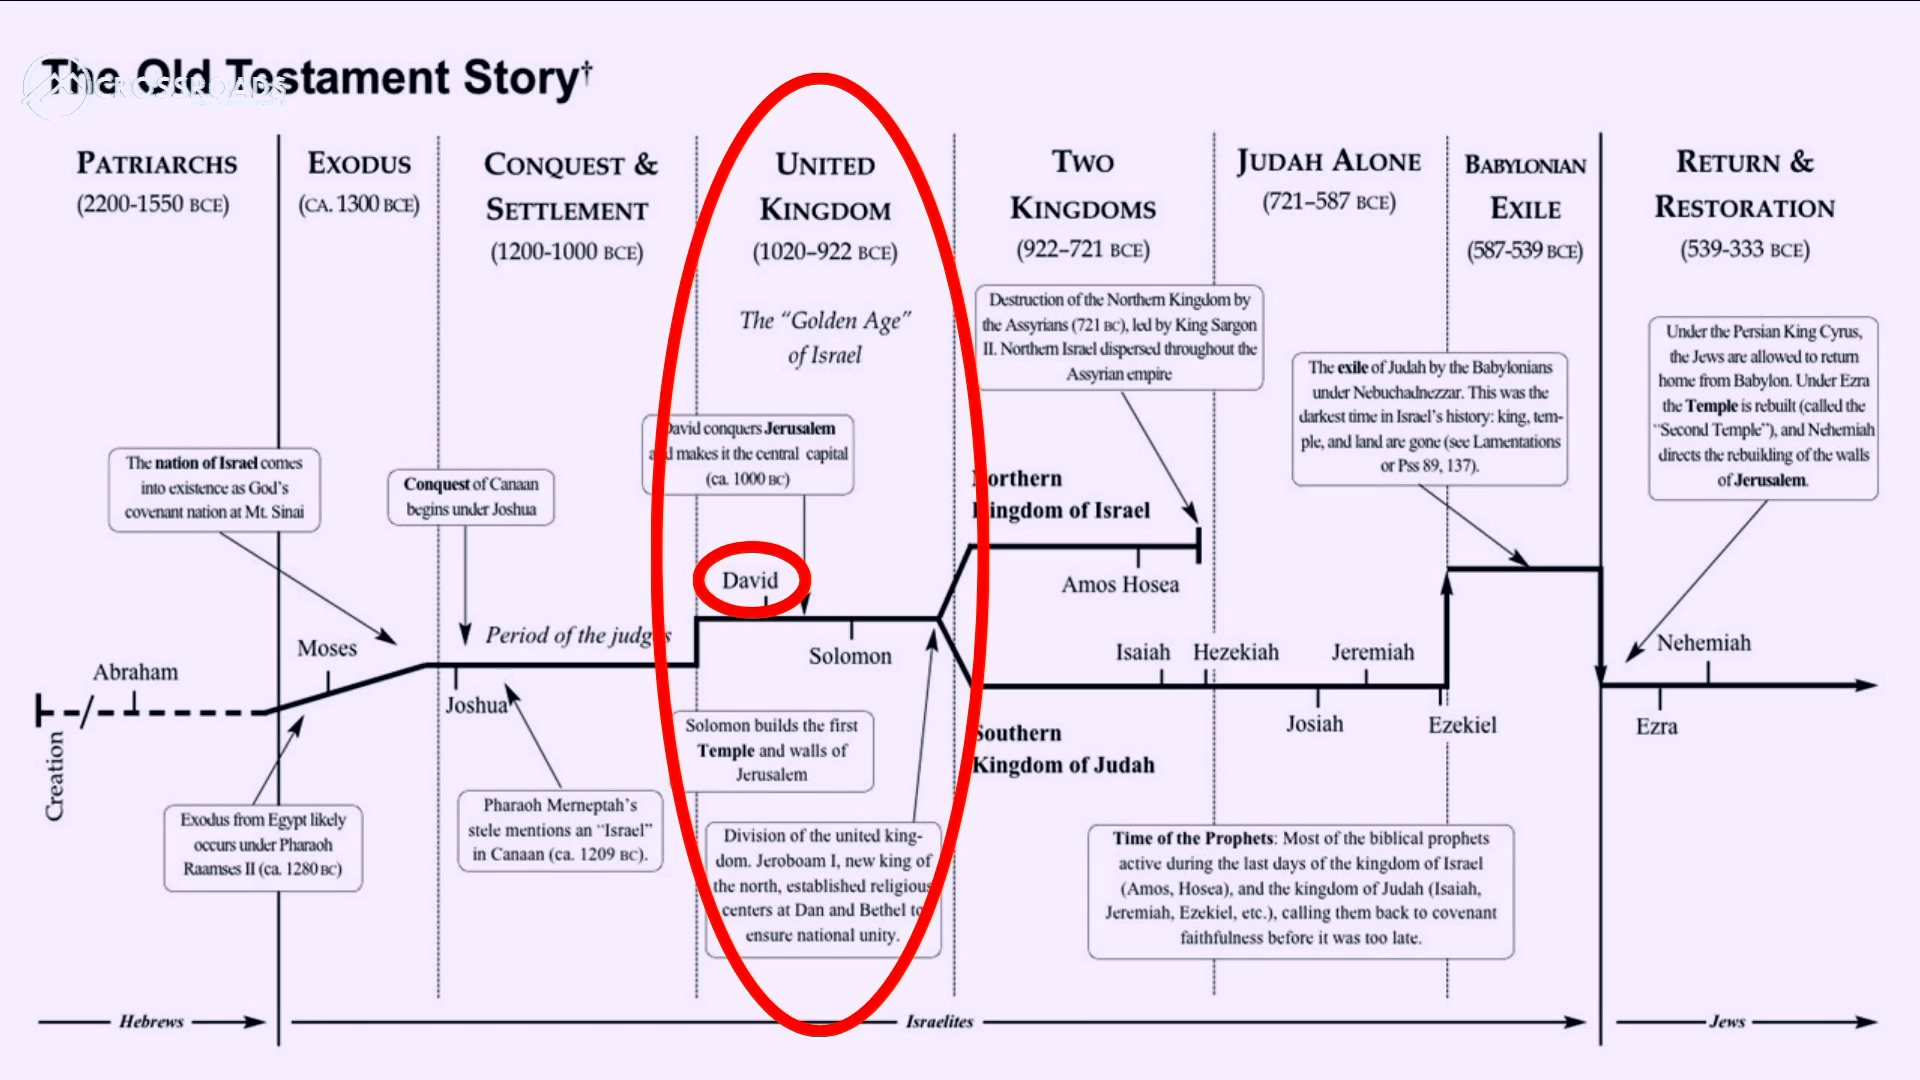 The Old Testament Story†
CROSSROADS
PATRIARCHS
(2200-1550 BCE)
EXODUS
(CA. 1300 BCE)
CONQUEST &
SETTLEMENT
(1200-1000 BCE)
UNITED
KINGDOM
(1020–922 BCE)
TWO
KINGDOMS
(922–721 BCE)
JUDAH ALONE
(721–587 BCE)
BABYLONIAN
EXILE
(587-539 BCE)
RETURN &
RESTORATION
(539-333 BCE)
The “Golden Age”
of Israel
Destruction of the Northern Kingdom by
the Assyrians (721 BC), led by King Sargon
II. Northern Israel dispersed throughout the
Assyrian empire
The exile of Judah by the Babylonians
under Nebuchadnezzar. This was the
darkest time in Israel’s history: king, tem-
ple, and land are gone (see Lamentations
or Pss 89, 137).
Under the Persian King Cyrus,
the Jews are allowed to return
home from Babylon. Under Ezra
the Temple is rebuilt (called the
“Second Temple”), and Nehemiah
directs the rebuilding of the walls
of Jerusalem.
The nation of Israel comes
into existence as God’s
covenant nation at Mt. Sinai
Conquest of Canaan
begins under Joshua
David conquers Jerusalem
and makes it the central capital
(ca. 1000 BC)
Northern
Kingdom of Israel
David
Amos Hosea
Period of the judges
Moses
Abraham
Joshua
Solomon
Isaiah
Hezekiah
Jeremiah
Nehemiah
Josiah
Ezekiel
Ezra
Creation
Southern
Kingdom of Judah
Solomon builds the first
Temple and walls of
Jerusalem
Exodus from Egypt likely
occurs under Pharaoh
Raamses II (ca. 1280 BC)
Pharaoh Merneptah’s
stele mentions an “Israel”
in Canaan (ca. 1209 BC).
Division of the united king-
dom. Jeroboam I, new king of
the north, established religious
centers at Dan and Bethel to
ensure national unity.
Time of the Prophets: Most of the biblical prophets
active during the last days of the kingdom of Israel
(Amos, Hosea), and the kingdom of Judah (Isaiah,
Jeremiah, Ezekiel, etc.), calling them back to covenant
faithfulness before it was too late.
Hebrews
Israelites
Jews